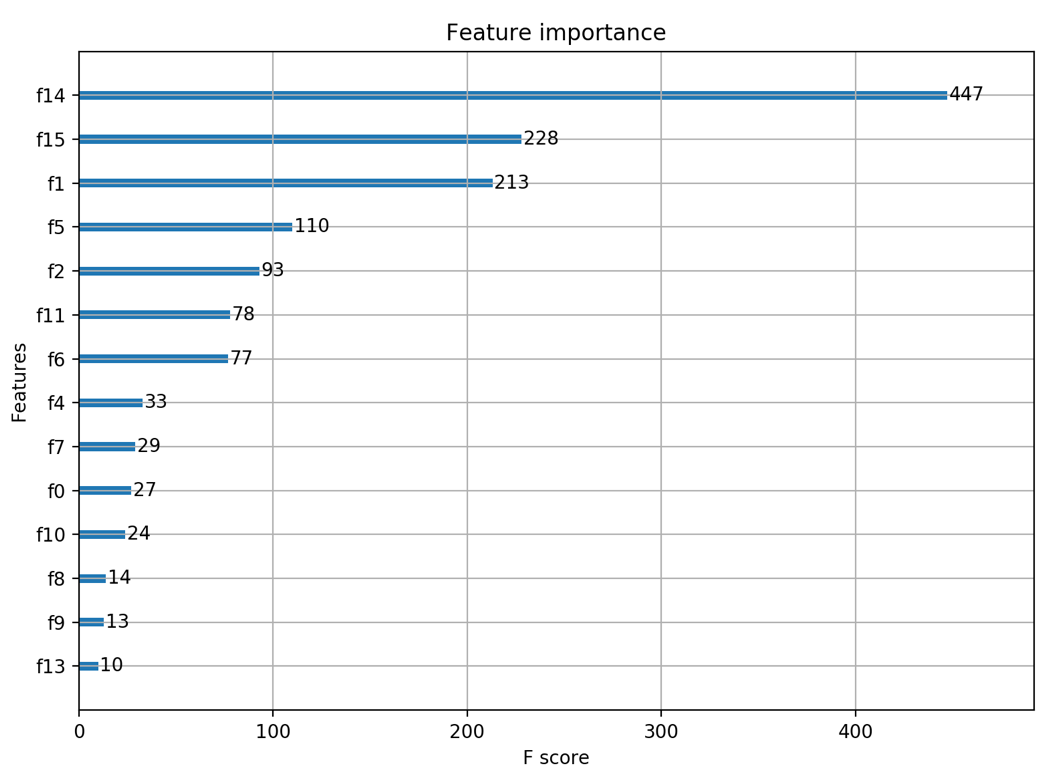 Feature importance
f14 447
f15 228
f1 213
f5 110
f2 93
f11 78
f6 77
f4 33
f7 29
f0 27
f10 24
f8 14
f9 13
f13 10
Features
0 100 200 300 400
F score